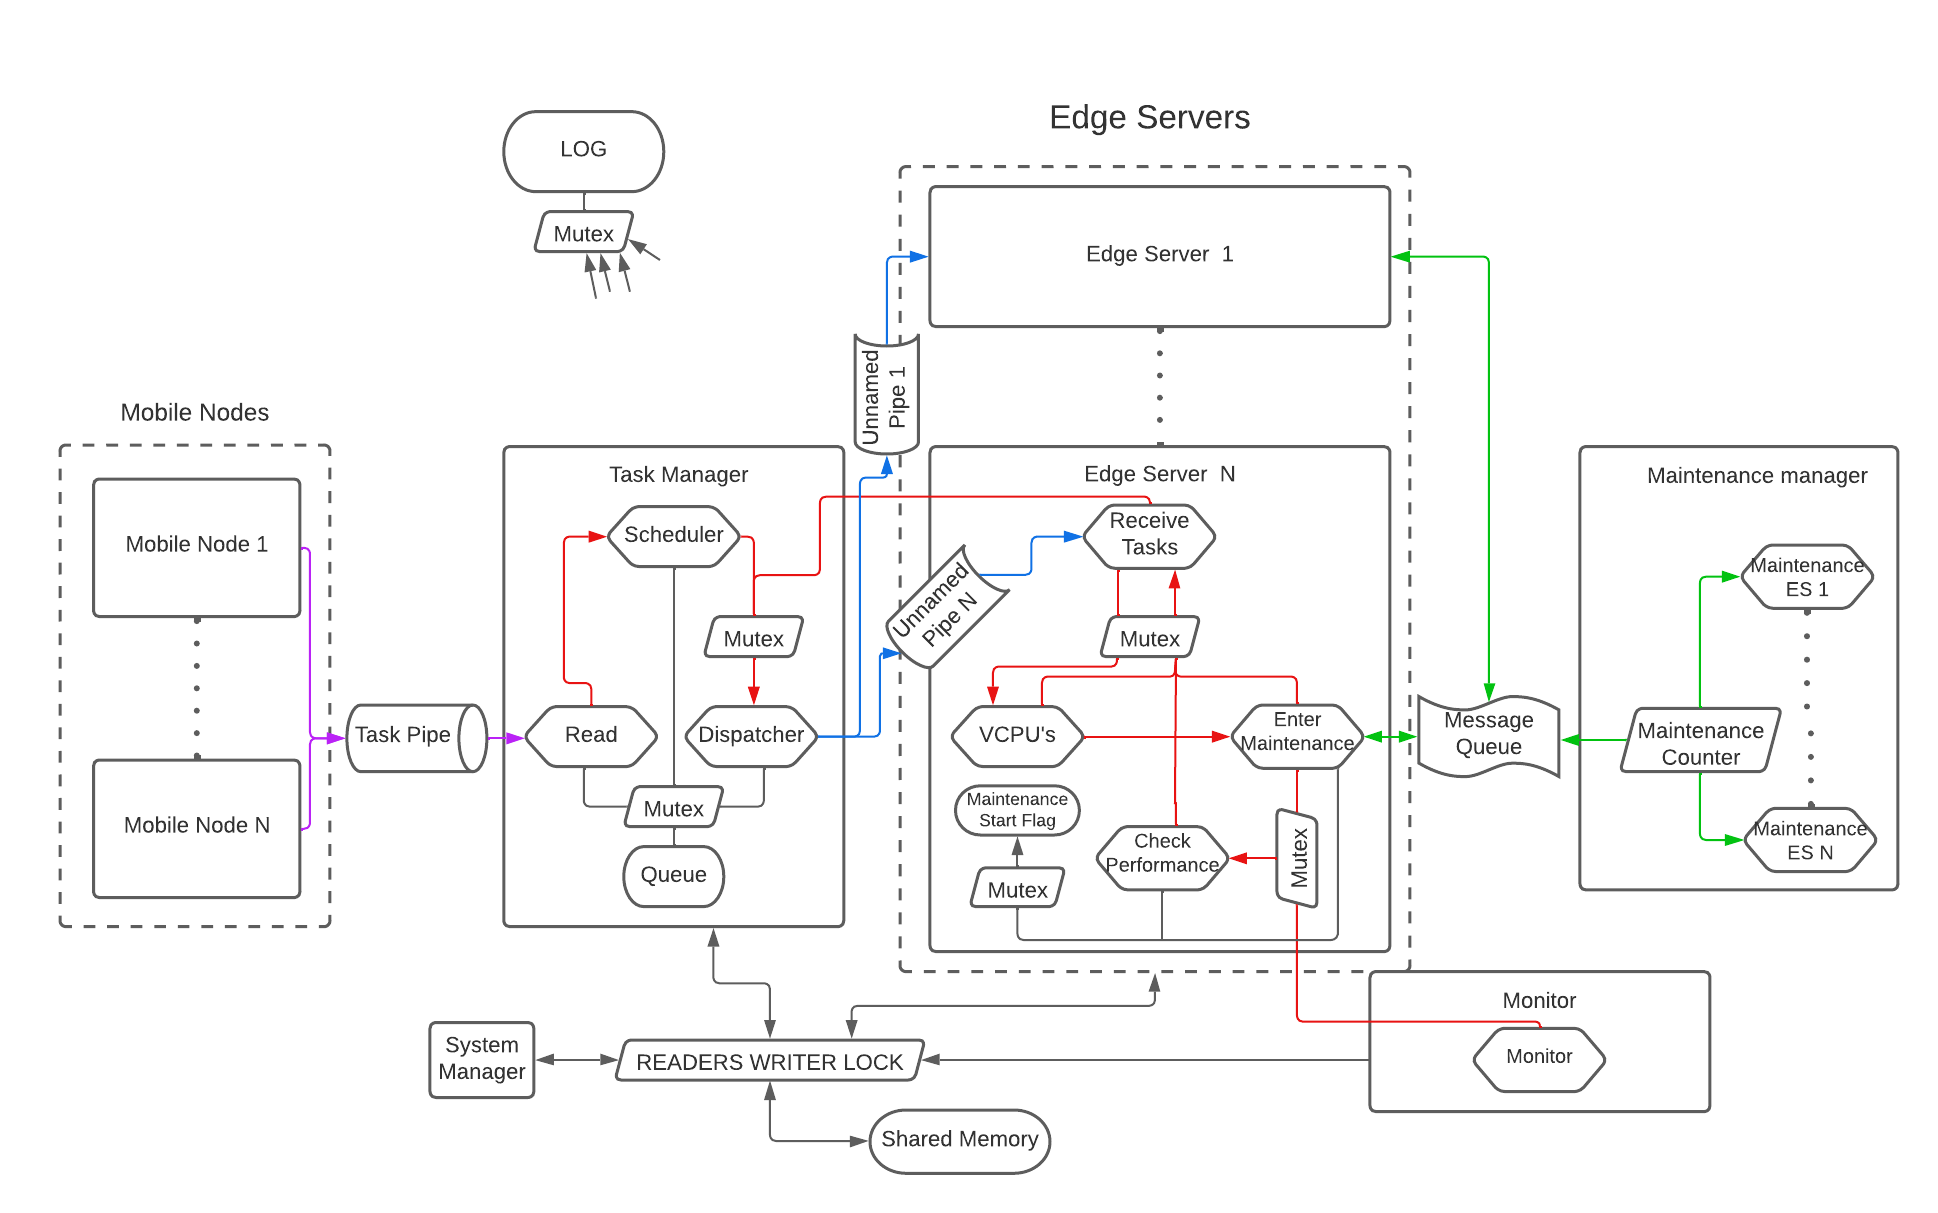 Edge Servers
LOG
Mutex
Edge Server  1
Unnamed
Pipe 1
Mobile Nodes
Mobile Node 1
Mobile Node N
Task Pipe
Task Manager
Scheduler
Mutex
Read
Dispatcher
Mutex
Queue
Unnamed
Pipe N
Edge Server  N
Receive
Tasks
Mutex
VCPU's
Enter
Maintenance
Maintenance
Start Flag
Check
Performance
Mutex
Mutex
Message
Queue
Maintenance manager
Maintenance
ES 1
Maintenance
Counter
Maintenance
ES N
Monitor
Monitor
System
Manager
READERS WRITER LOCK
Shared Memory